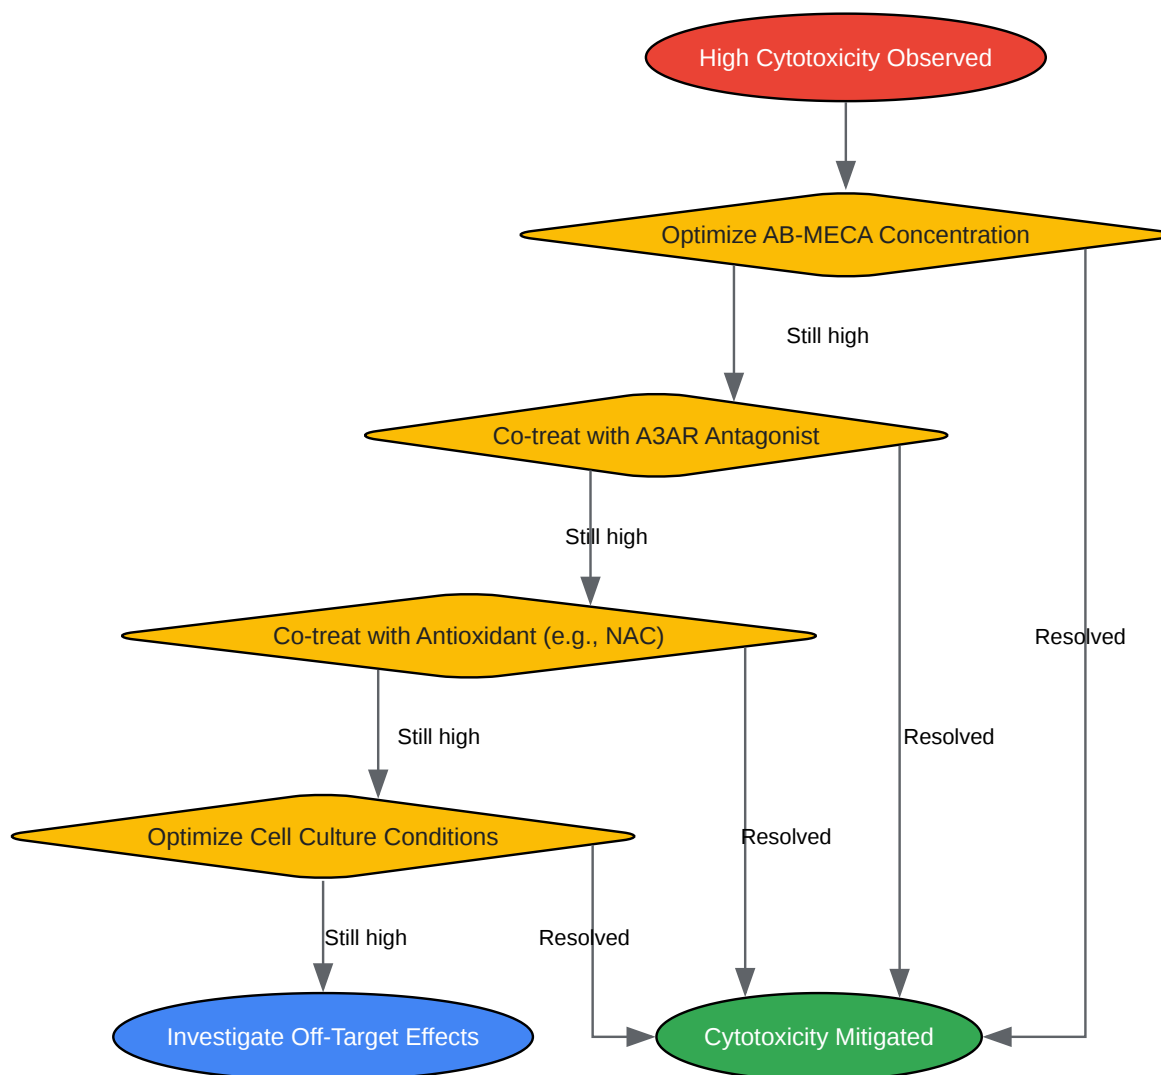 High Cytotoxicity Observed
Optimize AB-MECA Concentration
Still high
Co-treat with A3AR Antagonist
Still high
Co-treat with Antioxidant (e.g., NAC)
Resolved
Still high
Resolved
Optimize Cell Culture Conditions
Resolved
Still high
Resolved
Investigate Off-Target Effects
Cytotoxicity Mitigated